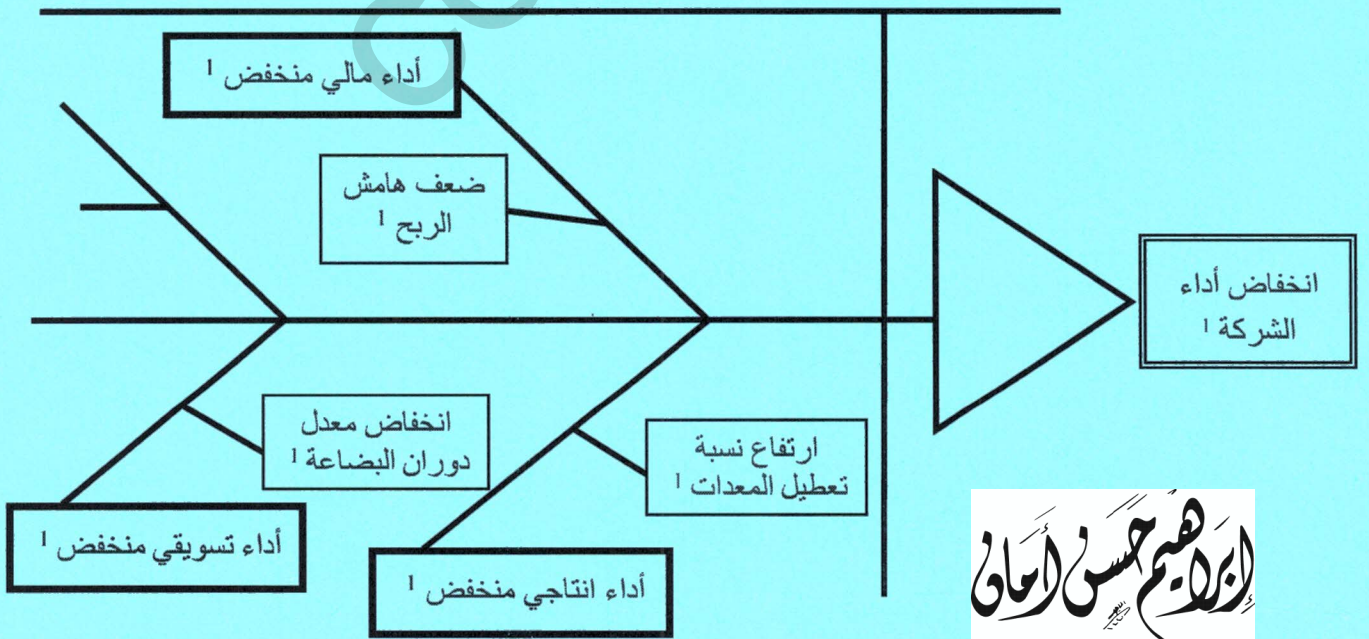 أداء مالي منخفض 1
ضعف هامش
الربح 1
انخفاض أداء
الشركة 1
انخفاض معدل
دوران البضاعة 1
ارتفاع نسبة
تعطيل المعدات 1
أداء تسويقي منخفض 1
أداء انتاجي منخفض 1
إبراهيم حسن أمان